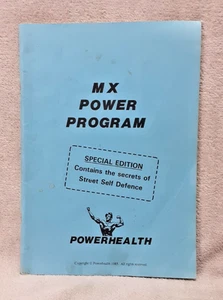 MX
POWER
PROGRAM
SPECIAL EDITION
Contains the secrets of
Street Self Defence
POWERHEALTH